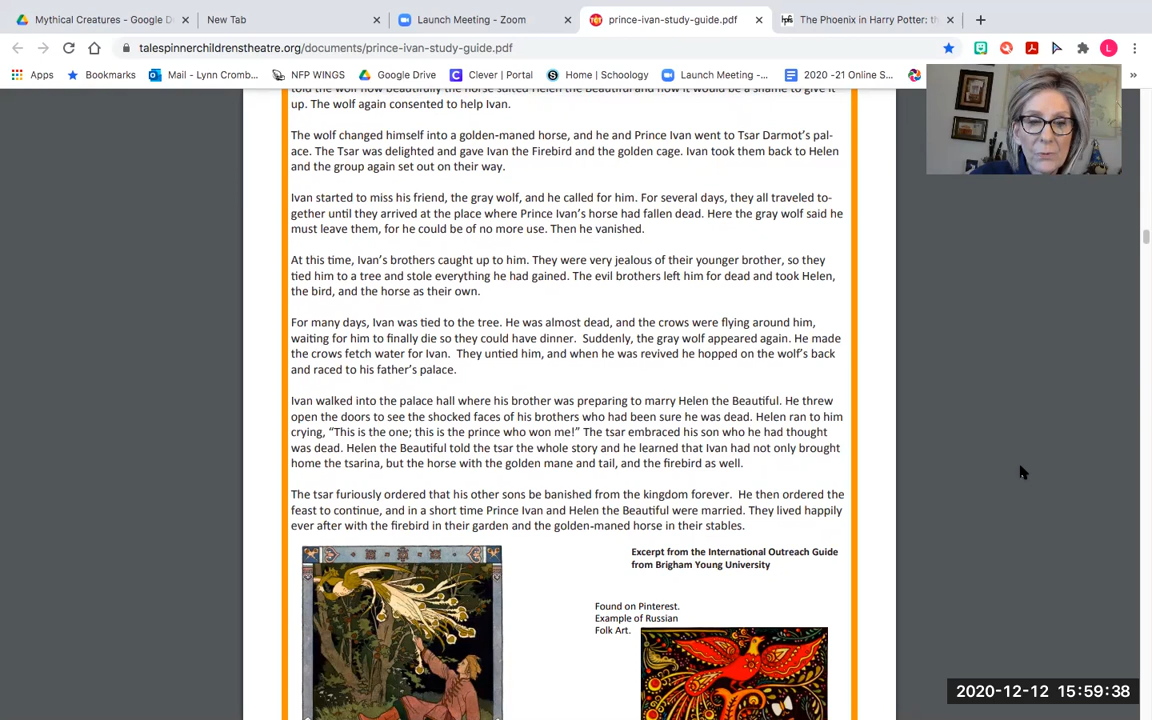 Mythical Creatures - Google D
New Tab
Launch Meeting - Zoom
prince-ivan-study-guide.pdf
The Phoenix in Harry Potter: th
talespinnerchildrenstheatre.org/documents/prince-ivan-study-guide.pdf
Apps
Bookmarks
Mail - Lynn Cromb...
NFP WINGS
Google Drive
Clever | Portal
Home | Schoology
Launch Meeting -...
2020 -21 Online S...
told the wolf how beautifully the horse suited Helen the Beautiful and how it would be a shame to give it
up. The wolf again consented to help Ivan.
The wolf changed himself into a golden-maned horse, and he and Prince Ivan went to Tsar Darmot's pal-
ace. The Tsar was delighted and gave Ivan the Firebird and the golden cage. Ivan took them back to Helen
and the group again set out on their way.
Ivan started to miss his friend, the gray wolf, and he called for him. For several days, they all traveled to-
gether until they arrived at the place where Prince Ivan's horse had fallen dead. Here the gray wolf said he
must leave them, for he could be of no more use. Then he vanished.
At this time, Ivan's brothers caught up to him. They were very jealous of their younger brother, so they
tied him to a tree and stole everything he had gained. The evil brothers left him for dead and took Helen,
the bird, and the horse as their own.
For many days, Ivan was tied to the tree. He was almost dead, and the crows were flying around him,
waiting for him to finally die so they could have dinner. Suddenly, the gray wolf appeared again. He made
the crows fetch water for Ivan. They untied him, and when he was revived he hopped on the wolf's back
and raced to his father's palace.
Ivan walked into the palace hall where his brother was preparing to marry Helen the Beautiful. He threw
open the doors to see the shocked faces of his brothers who had been sure he was dead. Helen ran to him
crying, "This is the one; this is the prince who won me!" The tsar embraced his son who he had thought
was dead. Helen the Beautiful told the tsar the whole story and he learned that Ivan had not only brought
home the tsarina, but the horse with the golden mane and tail, and the firebird as well.
The tsar furiously ordered that his other sons be banished from the kingdom forever. He then ordered the
feast to continue, and in a short time Prince Ivan and Helen the Beautiful were married. They lived happily
ever after with the firebird in their garden and the golden-maned horse in their stables.
Excerpt from the International Outreach Guide
from Brigham Young University
Found on Pinterest.
Example of Russian
Folk Art.
2020-12-12 15:59:38